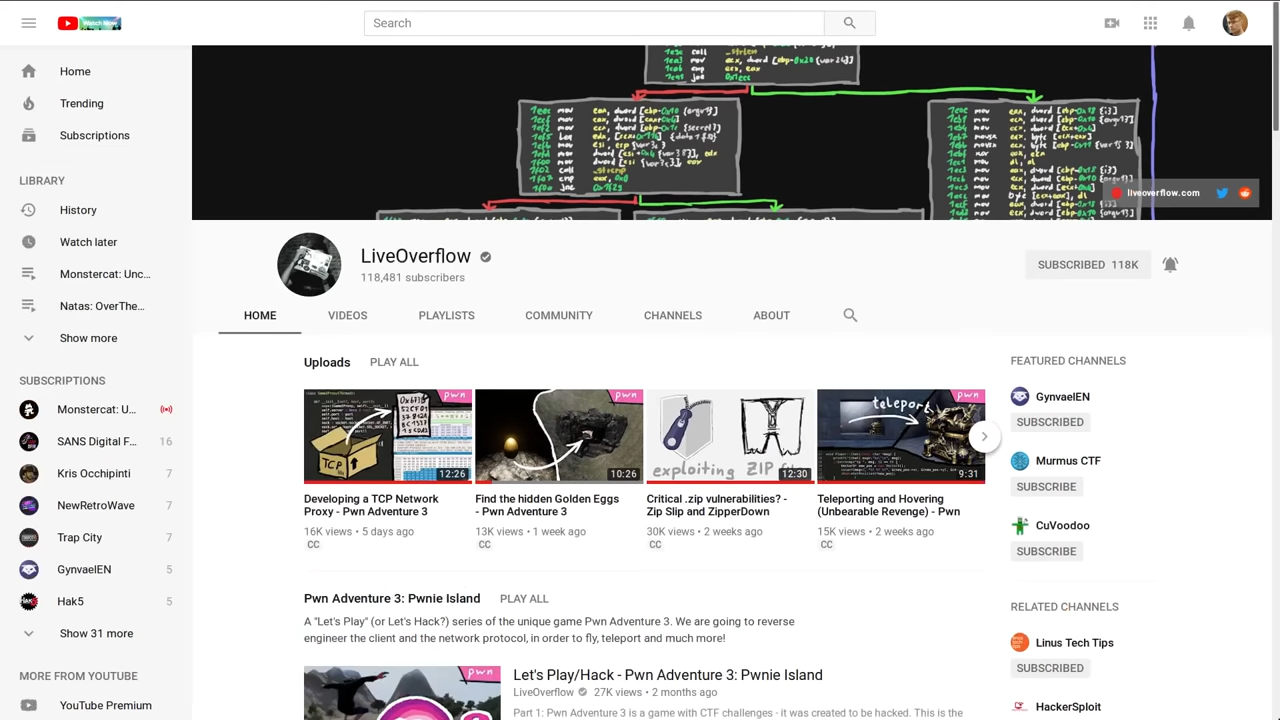 Watch Now
Search
Home
Trending
Subscriptions
LIBRARY
History
Watch later
Monstercat: Unc...
Natas: OverThe...
Show more
SUBSCRIPTIONS
Monstercat: U...
SANS Digital F... 16
Kris Occhipinti 7
NewRetroWave 7
Trap City 7
GynvaelEN 5
Hak5 5
Show 31 more
MORE FROM YOUTUBE
YouTube Premium
liveoverflow.com
LiveOverflow
118,481 subscribers
SUBSCRIBED 118K
HOME VIDEOS PLAYLISTS COMMUNITY CHANNELS ABOUT
Uploads PLAY ALL
pwn
TCP
12:26
Developing a TCP Network
Proxy - Pwn Adventure 3
16K views • 5 days ago
CC
pwn
10:26
Find the hidden Golden Eggs
- Pwn Adventure 3
13K views • 1 week ago
CC
exploiting ZIP
12:30
Critical .zip vulnerabilities? -
Zip Slip and ZipperDown
30K views • 2 weeks ago
CC
pwn
teleport
9:31
Teleporting and Hovering
(Unbearable Revenge) - Pwn
15K views • 2 weeks ago
CC
Pwn Adventure 3: Pwnie Island PLAY ALL
A "Let's Play" (or Let's Hack?) series of the unique game Pwn Adventure 3. We are going to reverse
engineer the client and the network protocol, in order to fly, teleport and much more!
pwn
Let's Play/Hack - Pwn Adventure 3: Pwnie Island
LiveOverflow 27K views • 2 months ago
Part 1: Pwn Adventure 3 is a game with CTF challenges - it was created to be hacked. This is the
FEATURED CHANNELS
GynvaelEN
SUBSCRIBED
Murmus CTF
SUBSCRIBE
CuVoodoo
SUBSCRIBE
RELATED CHANNELS
Linus Tech Tips
SUBSCRIBED
HackerSploit